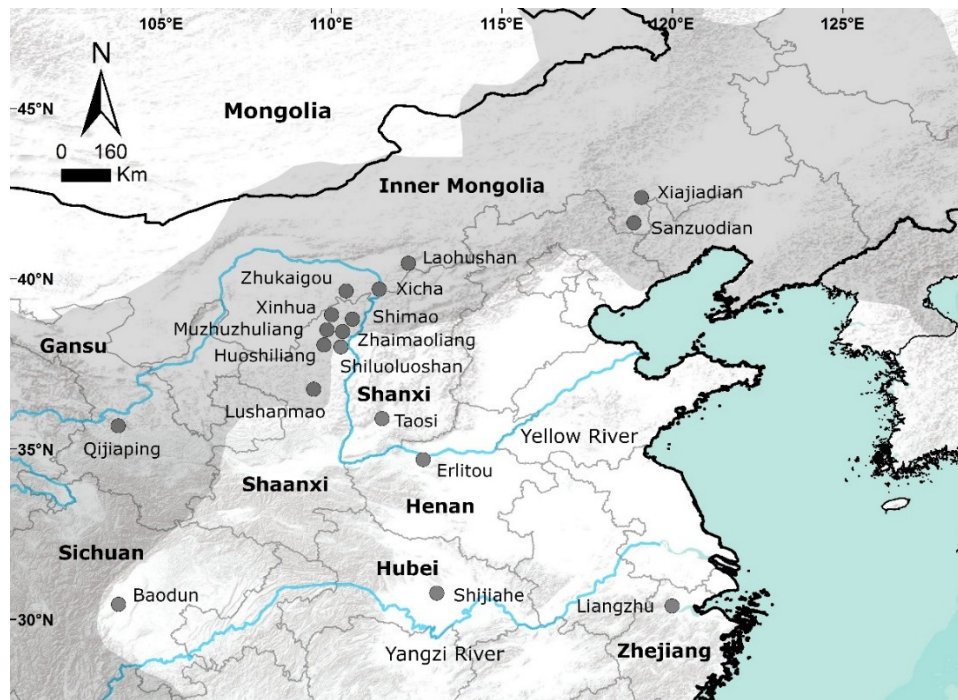 105°E
110°E
115°E
120°E
125°E
N
45°N
0 160
Km
Mongolia
Inner Mongolia
Xiajiadian
Sanzuodian
Laohushan
40°N
Zhukaigou
Xicha
Xinhua
Shimao
Muzhuzhuliang
Zhaimaoliang
Gansu
Huoshiliang
Shiluoluoshan
Shanxi
Lushanmao
Taosi
Qijiaping
Yellow River
35°N
Erlitou
Shaanxi
Henan
Sichuan
Hubei
Baodun
Shijiahe
Liangzhu
30°N
Yangzi River
Zhejiang